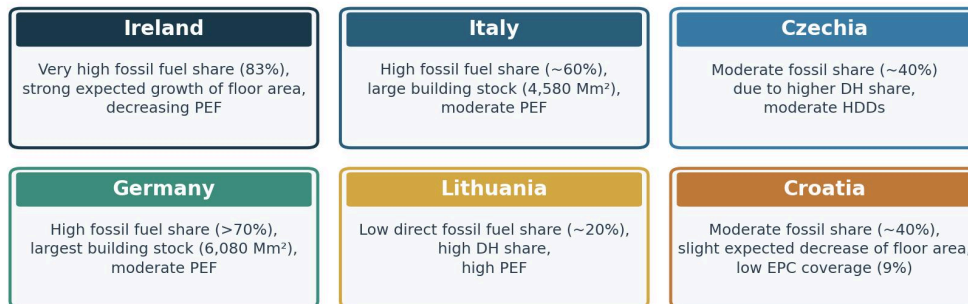 Ireland
Very high fossil fuel share (83%),
strong expected growth of floor area,
decreasing PEF
Italy
High fossil fuel share (~60%),
large building stock (4,580 Mm²),
moderate PEF
Czechia
Moderate fossil share (~40%)
due to higher DH share,
moderate HDDs
Germany
High fossil fuel share (>70%),
largest building stock (6,080 Mm²),
moderate PEF
Lithuania
Low direct fossil fuel share (~20%),
high DH share,
high PEF
Croatia
Moderate fossil share (~40%),
slight expected decrease of floor area,
low EPC coverage (9%)